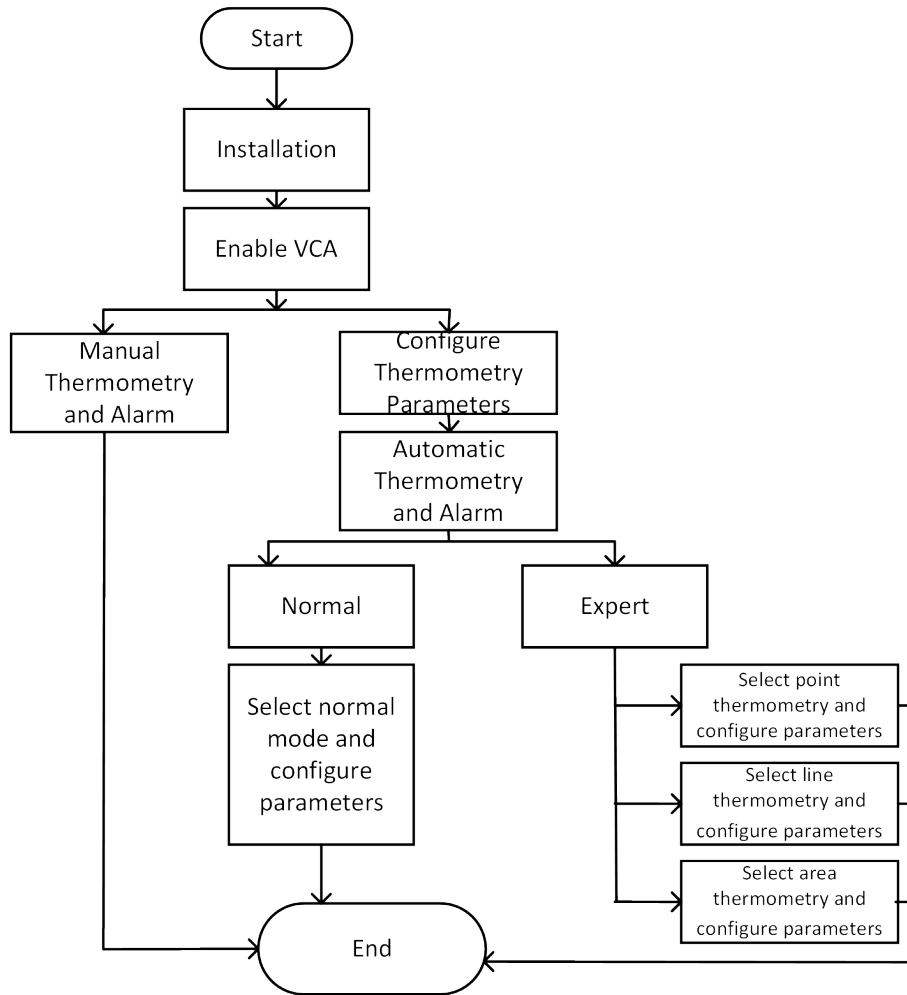 Start
Installation
Enable VCA
Manual
Thermometry
and Alarm
Configure
Thermometry
Parameters
Automatic
Thermometry
and Alarm
Normal
Expert
Select normal
mode and
configure
parameters
Select point
thermometry and
configure parameters
Select line
thermometry and
configure parameters
Select area
thermometry and
configure parameters
End